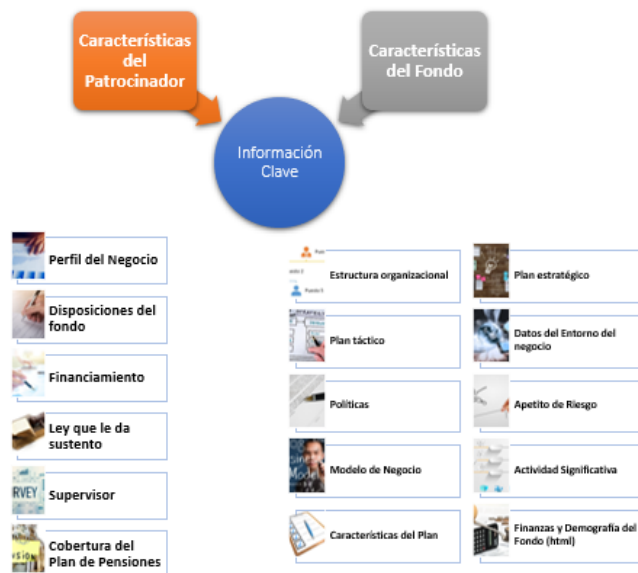 Características
del
Patrocinador
Características
del Fondo
Información
Clave
Perfil del Negocio
Disposiciones del
fondo
Financiamiento
Ley que le da
sustento
RVEY
Supervisor
Cobertura del
Plan de Pensiones
Estructura organizacional
Plan táctico
Políticas
Modelo de Negocio
Características del Plan
Plan estratégico
Datos del Entorno del
negocio
Apetito de Riesgo
Actividad Significativa
Finanzas y Demografía del
Fondo (html)